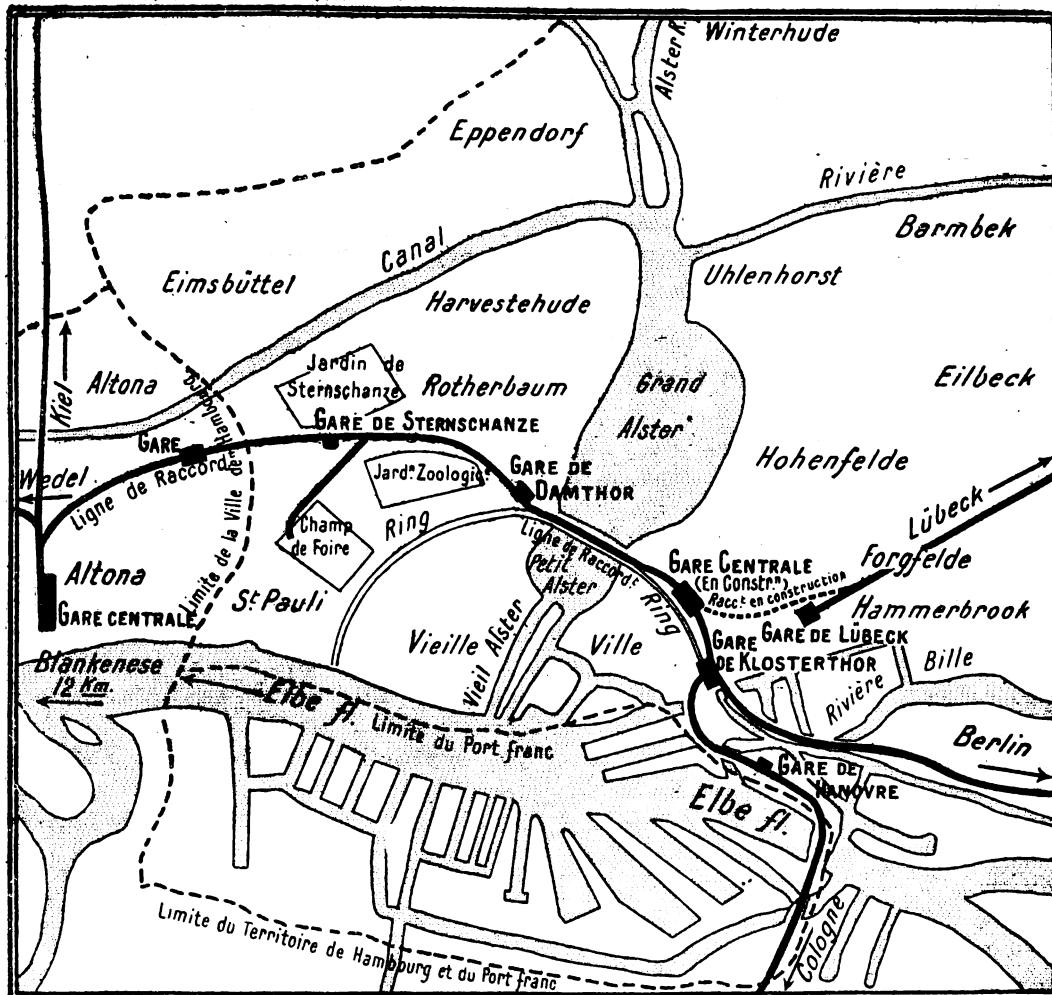 Winterhude
Alster R.
Eppendorf
Rivière
Barmbek
Canal
Uhlenhorst
Eimsbüttel
Harvestehude
Jardin de
Sternschanze
Rotherbaum
Grand
Alster
Eilbeck
Altona
Kiel
GARE DE STERNSCHANZE
GARE
Hohenfelde
Wedel
Ligne de Raccord.
Limite de la Ville de Hambourg
Jardn. Zoologiqe.
GARE DE
DAMTHOR
Lübeck
Champ
de Foire
Ring
Ligne de Raccordt.
Petit
Alster
Forgfelde
GARE CENTRALE
(En Constrn.)
Racct. en construction
Altona
GARE CENTRALE
St. Pauli
Hammerbrook
Vieille
Vieil Alster
Ville
Ring
GARE DE LÜBECK
GARE
DE KLOSTERTHOR
Bille
Rivière
Blankenese
12 Km.
Elbe fl.
Limite du Port franc
Berlin
GARE DE
HANOVRE
Elbe fl.
Limite du Territoire de Hambourg et du Port franc
Cologne